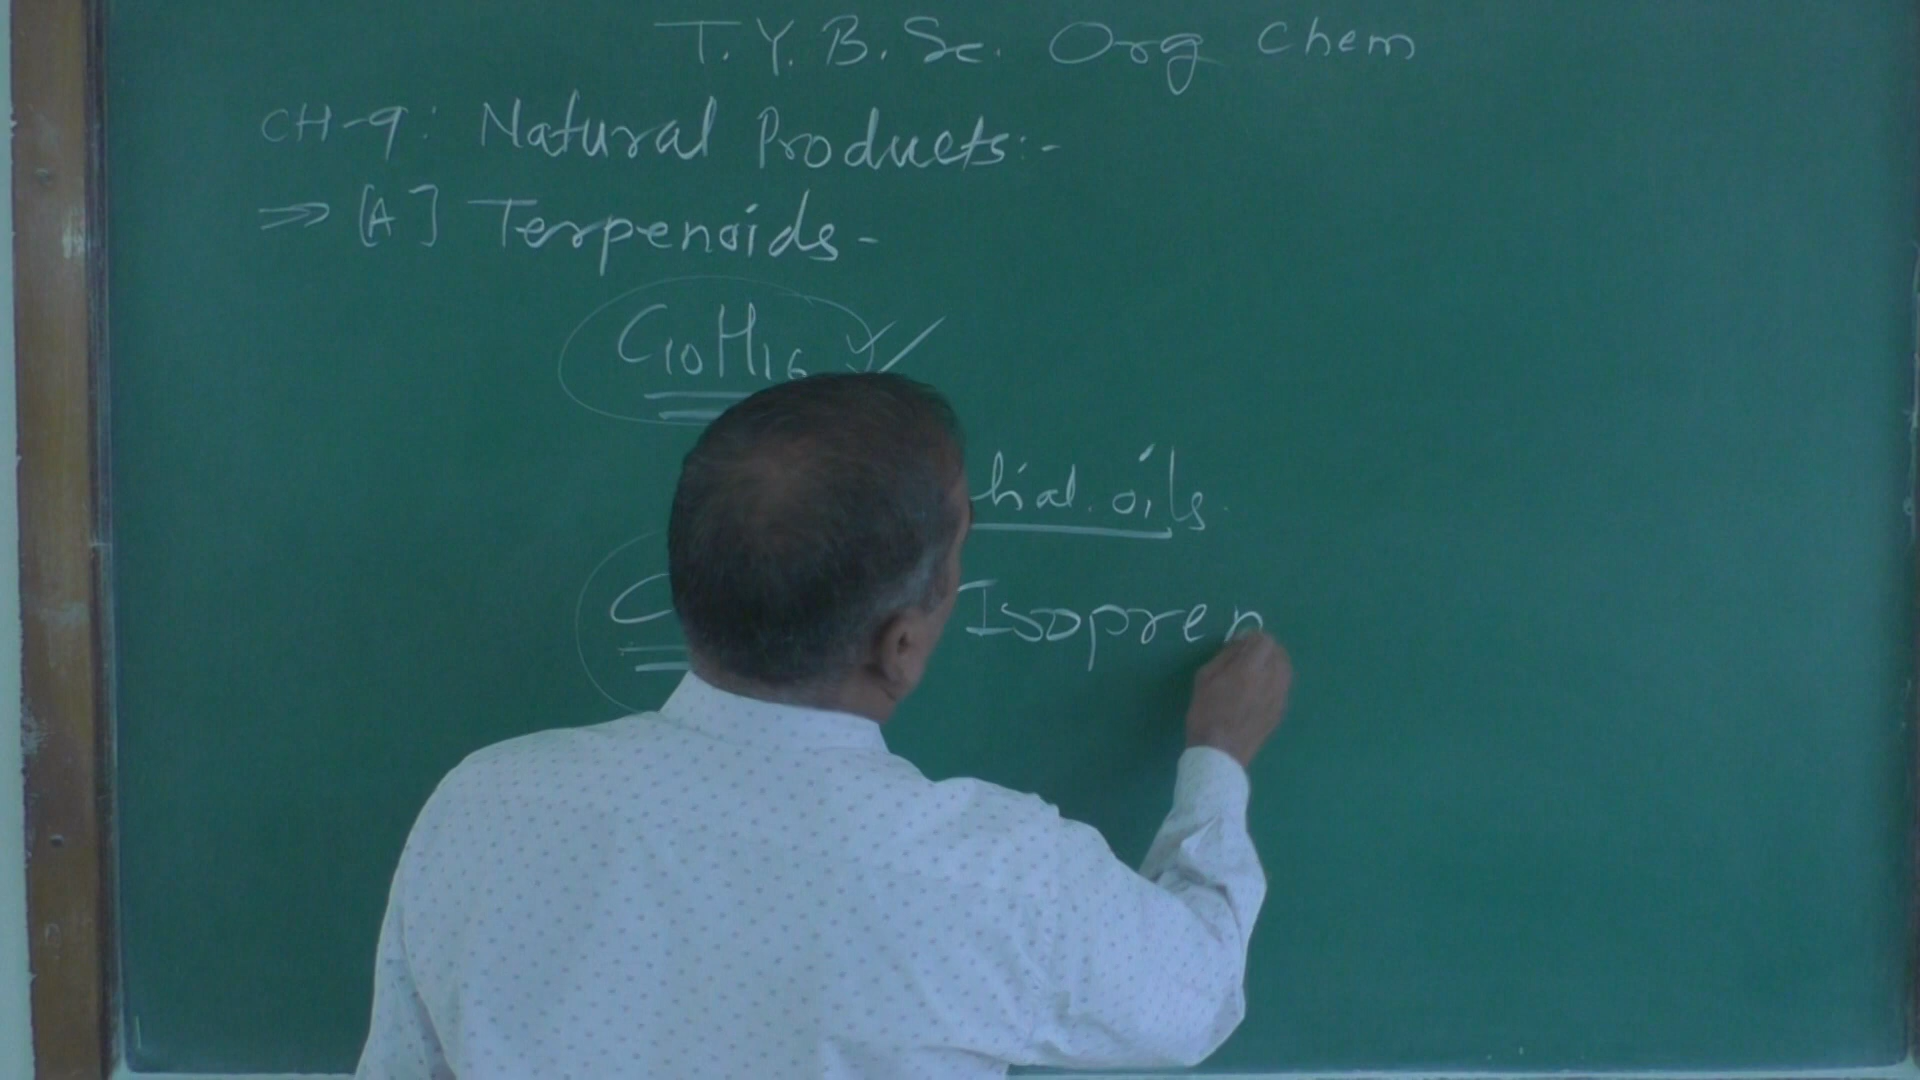 T.Y.B.Sc. Org Chem
CH-9: Natural Products:-
⇒ [A] Terpenoids-
C10H16 ✓✓
tial oils.
C Isopren